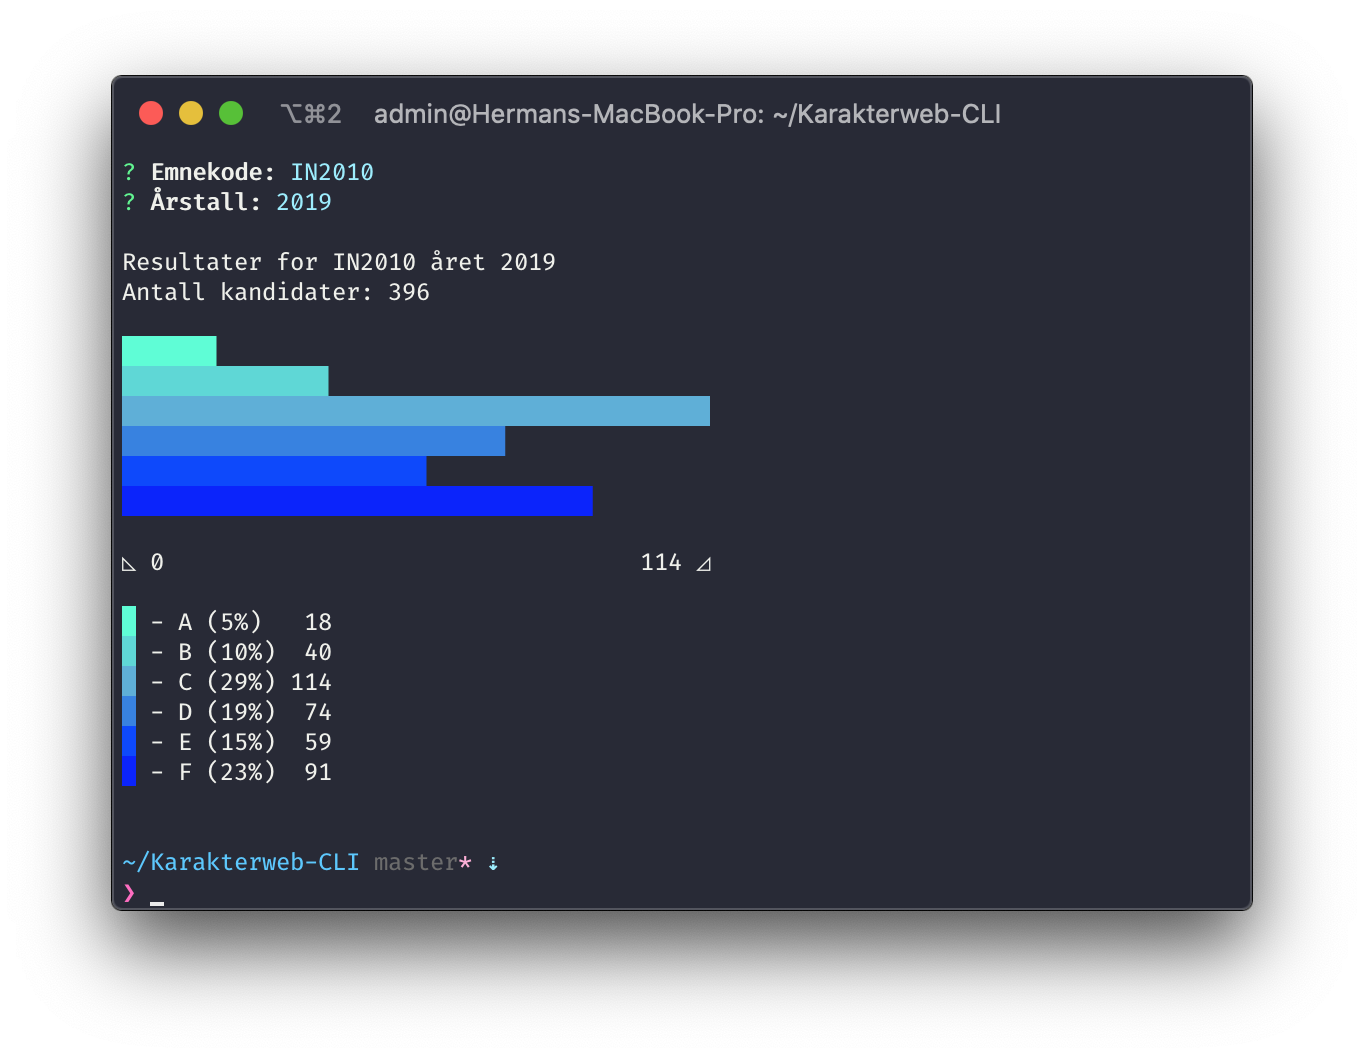 ⌥⌘2 admin@Hermans-MacBook-Pro: ~/Karakterweb-CLI
? Emnekode: IN2010
? Årstall: 2019
Resultater for IN2010 året 2019
Antall kandidater: 396
◺ 0 114 ◿
- A (5%) 18
- B (10%) 40
- C (29%) 114
- D (19%) 74
- E (15%) 59
- F (23%) 91
~/Karakterweb-CLI master* ⇣
❯ _